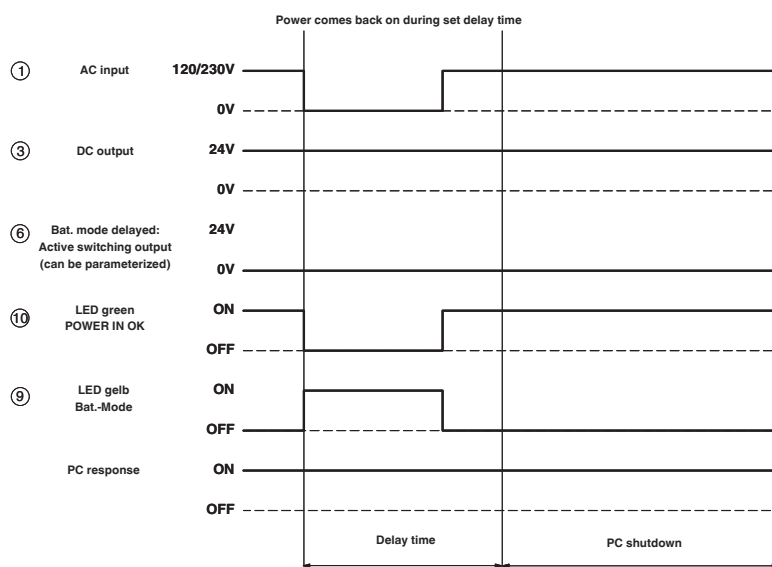 Power comes back on during set delay time
① AC input 120/230V
0V
③ DC output 24V
0V
⑥ Bat. mode delayed: 24V
Active switching output
(can be parameterized) 0V
⑩ LED green ON
POWER IN OK
OFF
⑨ LED gelb ON
Bat.-Mode
OFF
PC response ON
OFF
Delay time PC shutdown